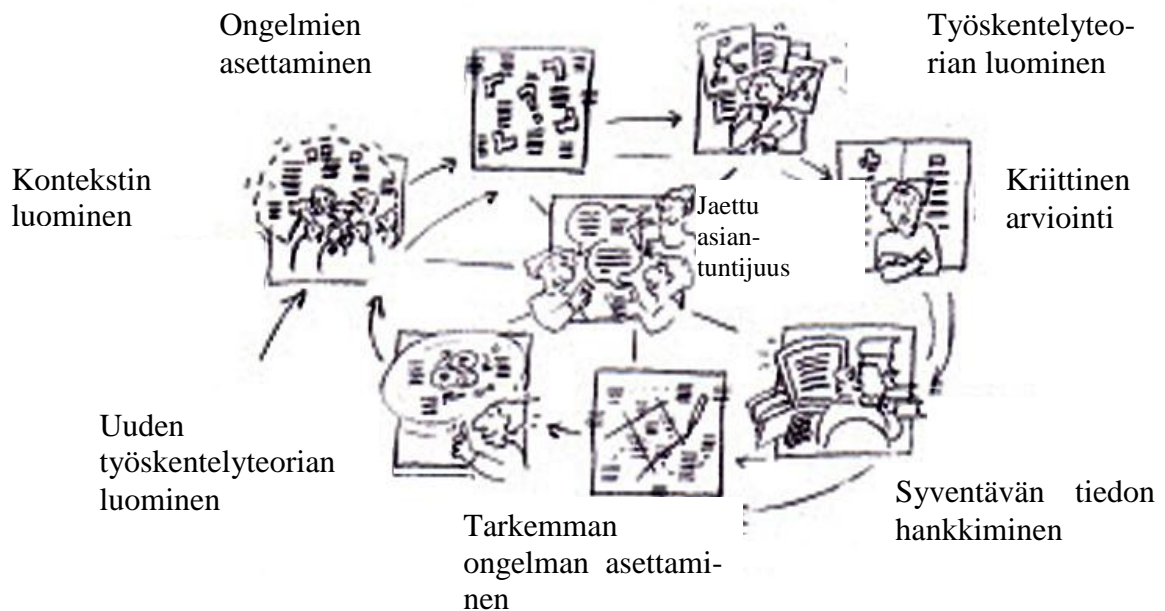 Ongelmien
asettaminen
Työskentelyteo-
rian luominen
Kontekstin
luominen
Kriittinen
arviointi
Jaettu
asian-
tuntijuus
Uuden
työskentelyteorian
luominen
Syventävän tiedon
hankkiminen
Tarkemman
ongelman asettami-
nen